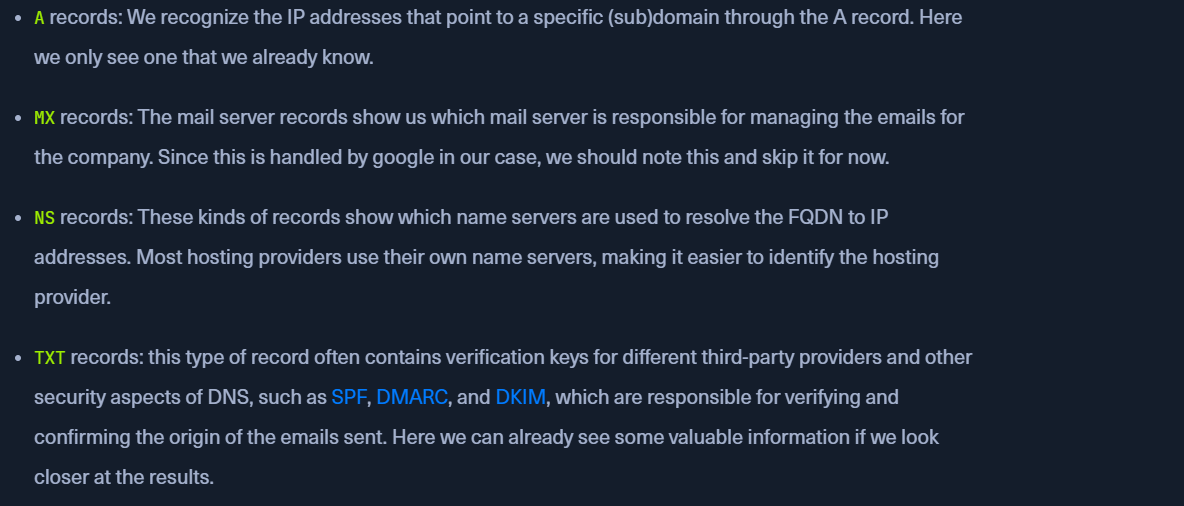 • A records: We recognize the IP addresses that point to a specific (sub)domain through the A record. Here
we only see one that we already know.
• MX records: The mail server records show us which mail server is responsible for managing the emails for
the company. Since this is handled by google in our case, we should note this and skip it for now.
• NS records: These kinds of records show which name servers are used to resolve the FQDN to IP
addresses. Most hosting providers use their own name servers, making it easier to identify the hosting
provider.
• TXT records: this type of record often contains verification keys for different third-party providers and other
security aspects of DNS, such as SPF, DMARC, and DKIM, which are responsible for verifying and
confirming the origin of the emails sent. Here we can already see some valuable information if we look
closer at the results.